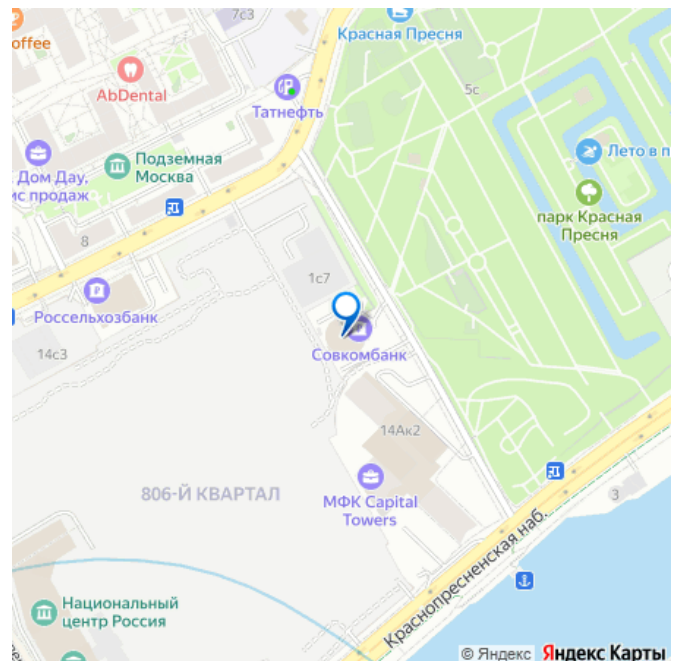 7с3
offee
Красная Пресня
AbDental
5с
Татнефть
Лето в п
Подземная
Москва
Дом Дау,
ис продаж
парк Красная
Пресня
8
1с7
Россельхозбанк
Совкомбанк
14с3
14Ак2
806-Й КВАРТАЛ
МФК Capital
Towers
3
Краснопресненская наб.
Национальный
центр Россия
© Яндекс Яндекс Карты